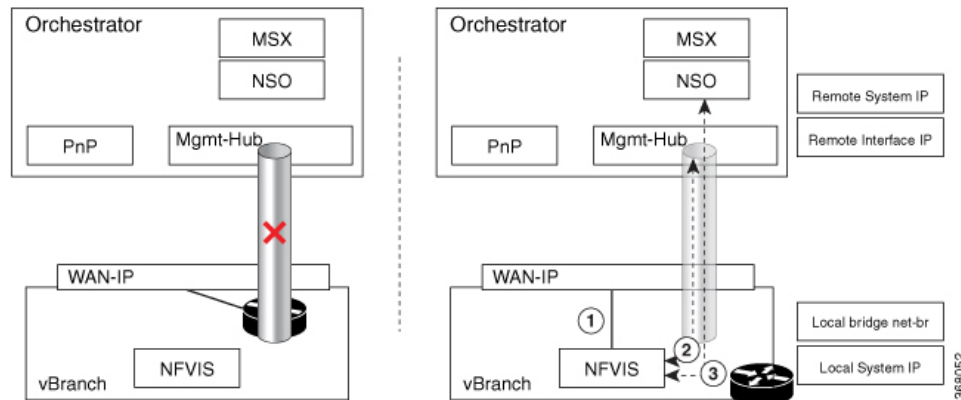 Orchestrator
MSX
NSO
PnP
Mgmt-Hub
WAN-IP
NFVIS
vBranch
Orchestrator
MSX
NSO
PnP
Mgmt-Hub
Remote System IP
Remote Interface IP
WAN-IP
1
2
NFVIS
3
vBranch
Local bridge net-br
Local System IP
368052